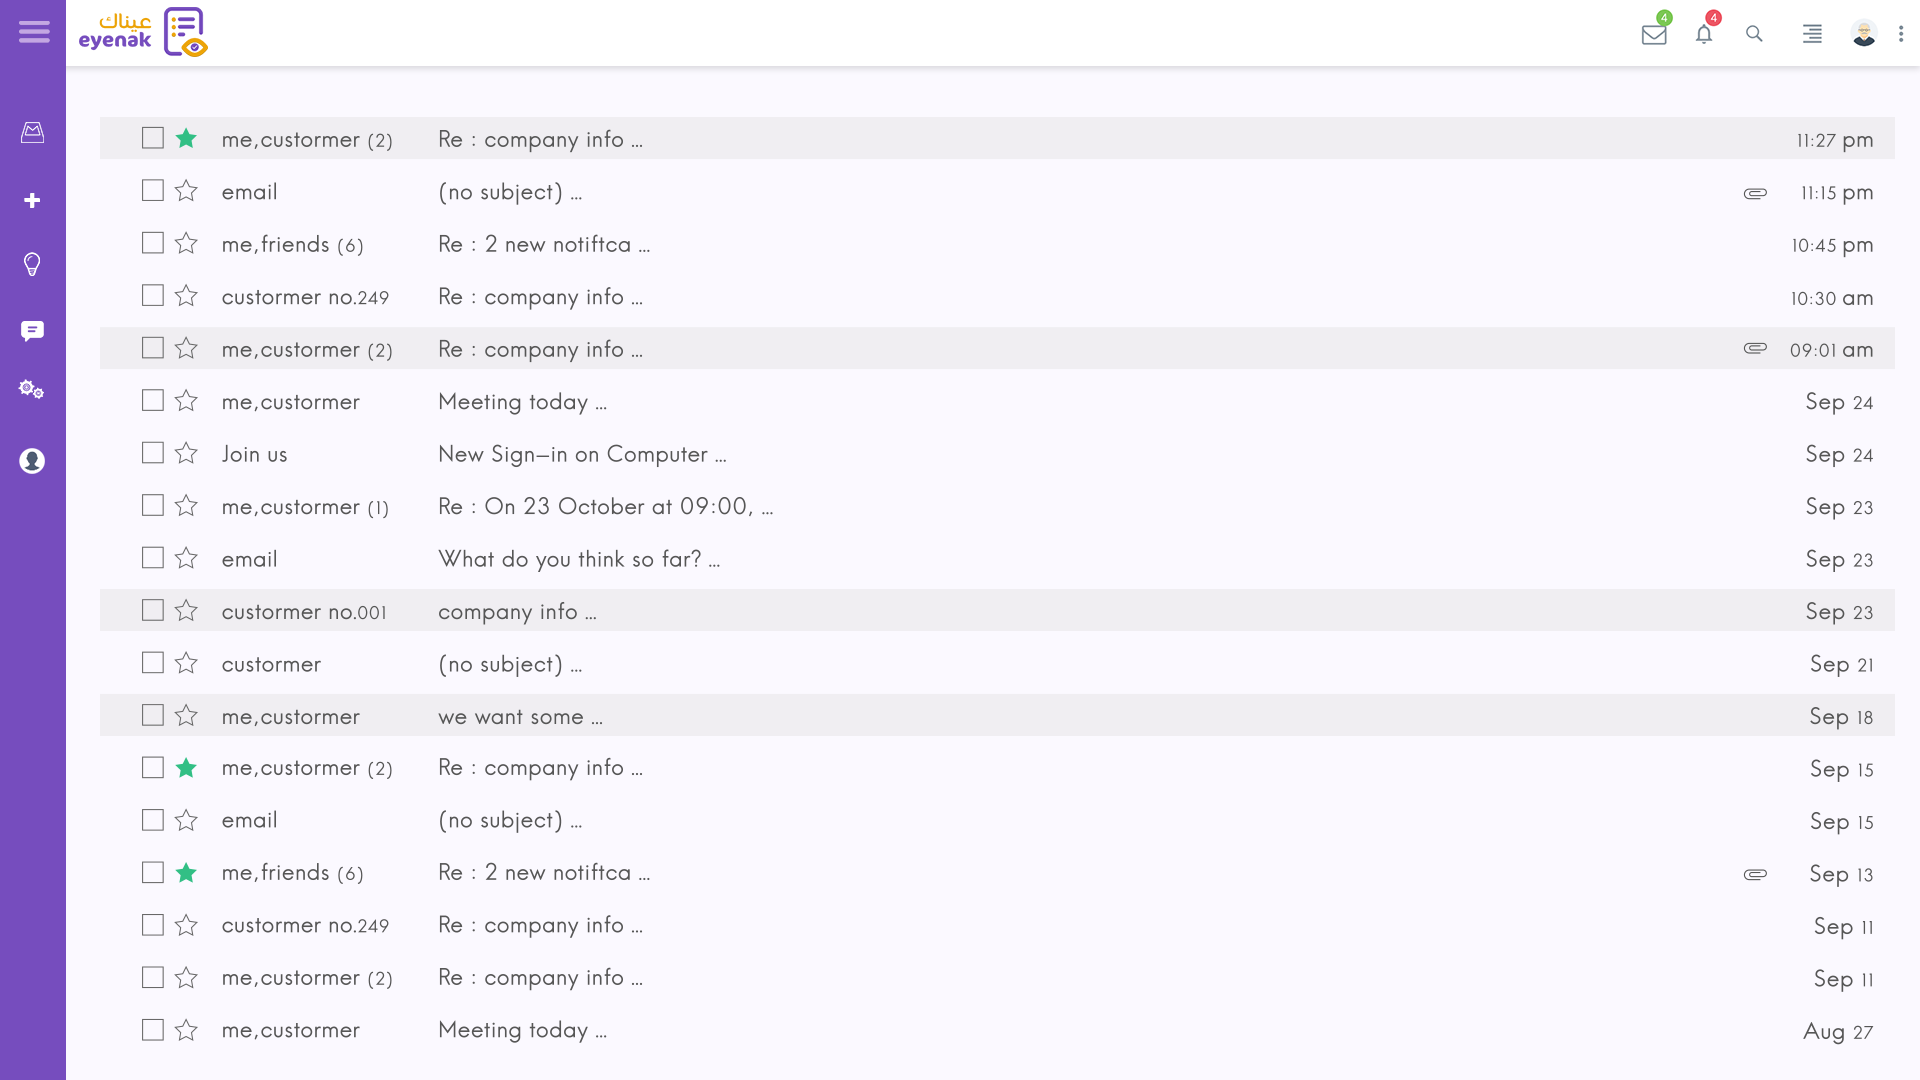 عيناك
eyenak
4
4
me,custormer (2) Re : company info ... 11:27 pm
email (no subject) ... 11:15 pm
me,friends (6) Re : 2 new notiftca ... 10:45 pm
custormer no.249 Re : company info ... 10:30 am
me,custormer (2) Re : company info ... 09:01 am
me,custormer Meeting today ... Sep 24
Join us New Sign–in on Computer ... Sep 24
me,custormer (1) Re : On 23 October at 09:00, ... Sep 23
email What do you think so far? ... Sep 23
custormer no.001 company info ... Sep 23
custormer (no subject) ... Sep 21
me,custormer we want some ... Sep 18
me,custormer (2) Re : company info ... Sep 15
email (no subject) ... Sep 15
me,friends (6) Re : 2 new notiftca ... Sep 13
custormer no.249 Re : company info ... Sep 11
me,custormer (2) Re : company info ... Sep 11
me,custormer Meeting today ... Aug 27